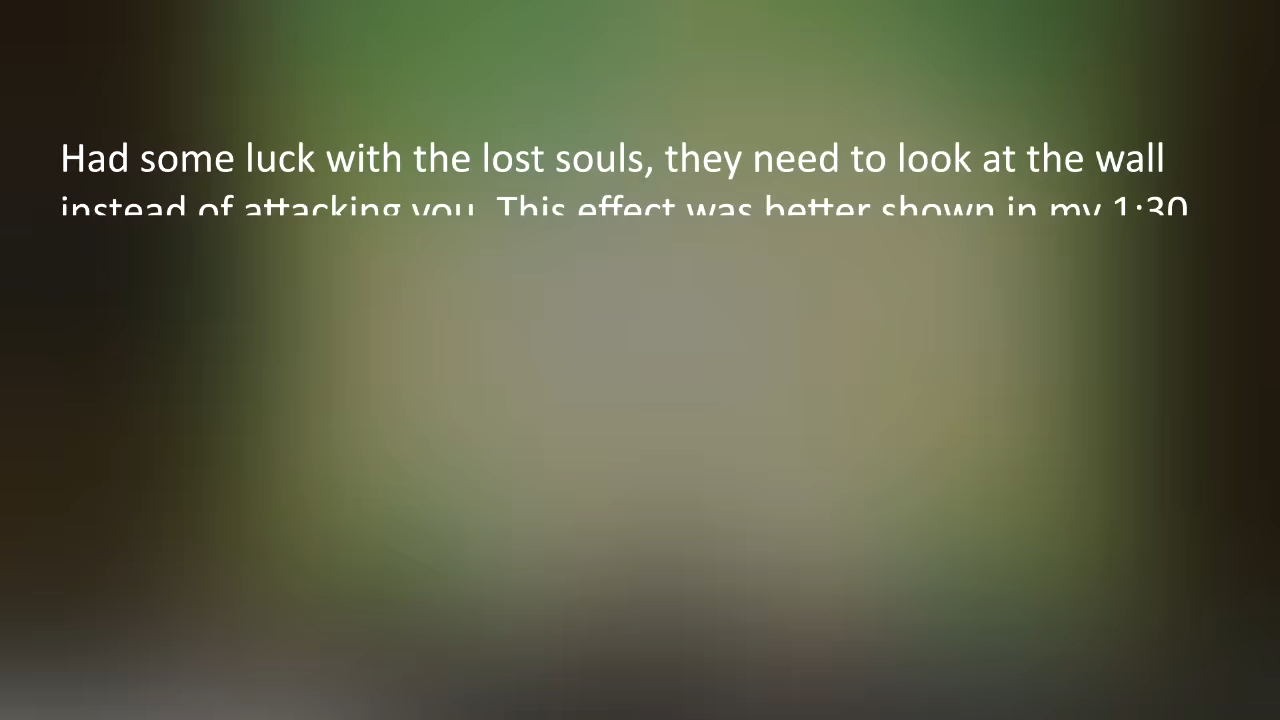 Had some luck with the lost souls, they need to look at the wall
instead of attacking you. This effect was better shown in my 1:30